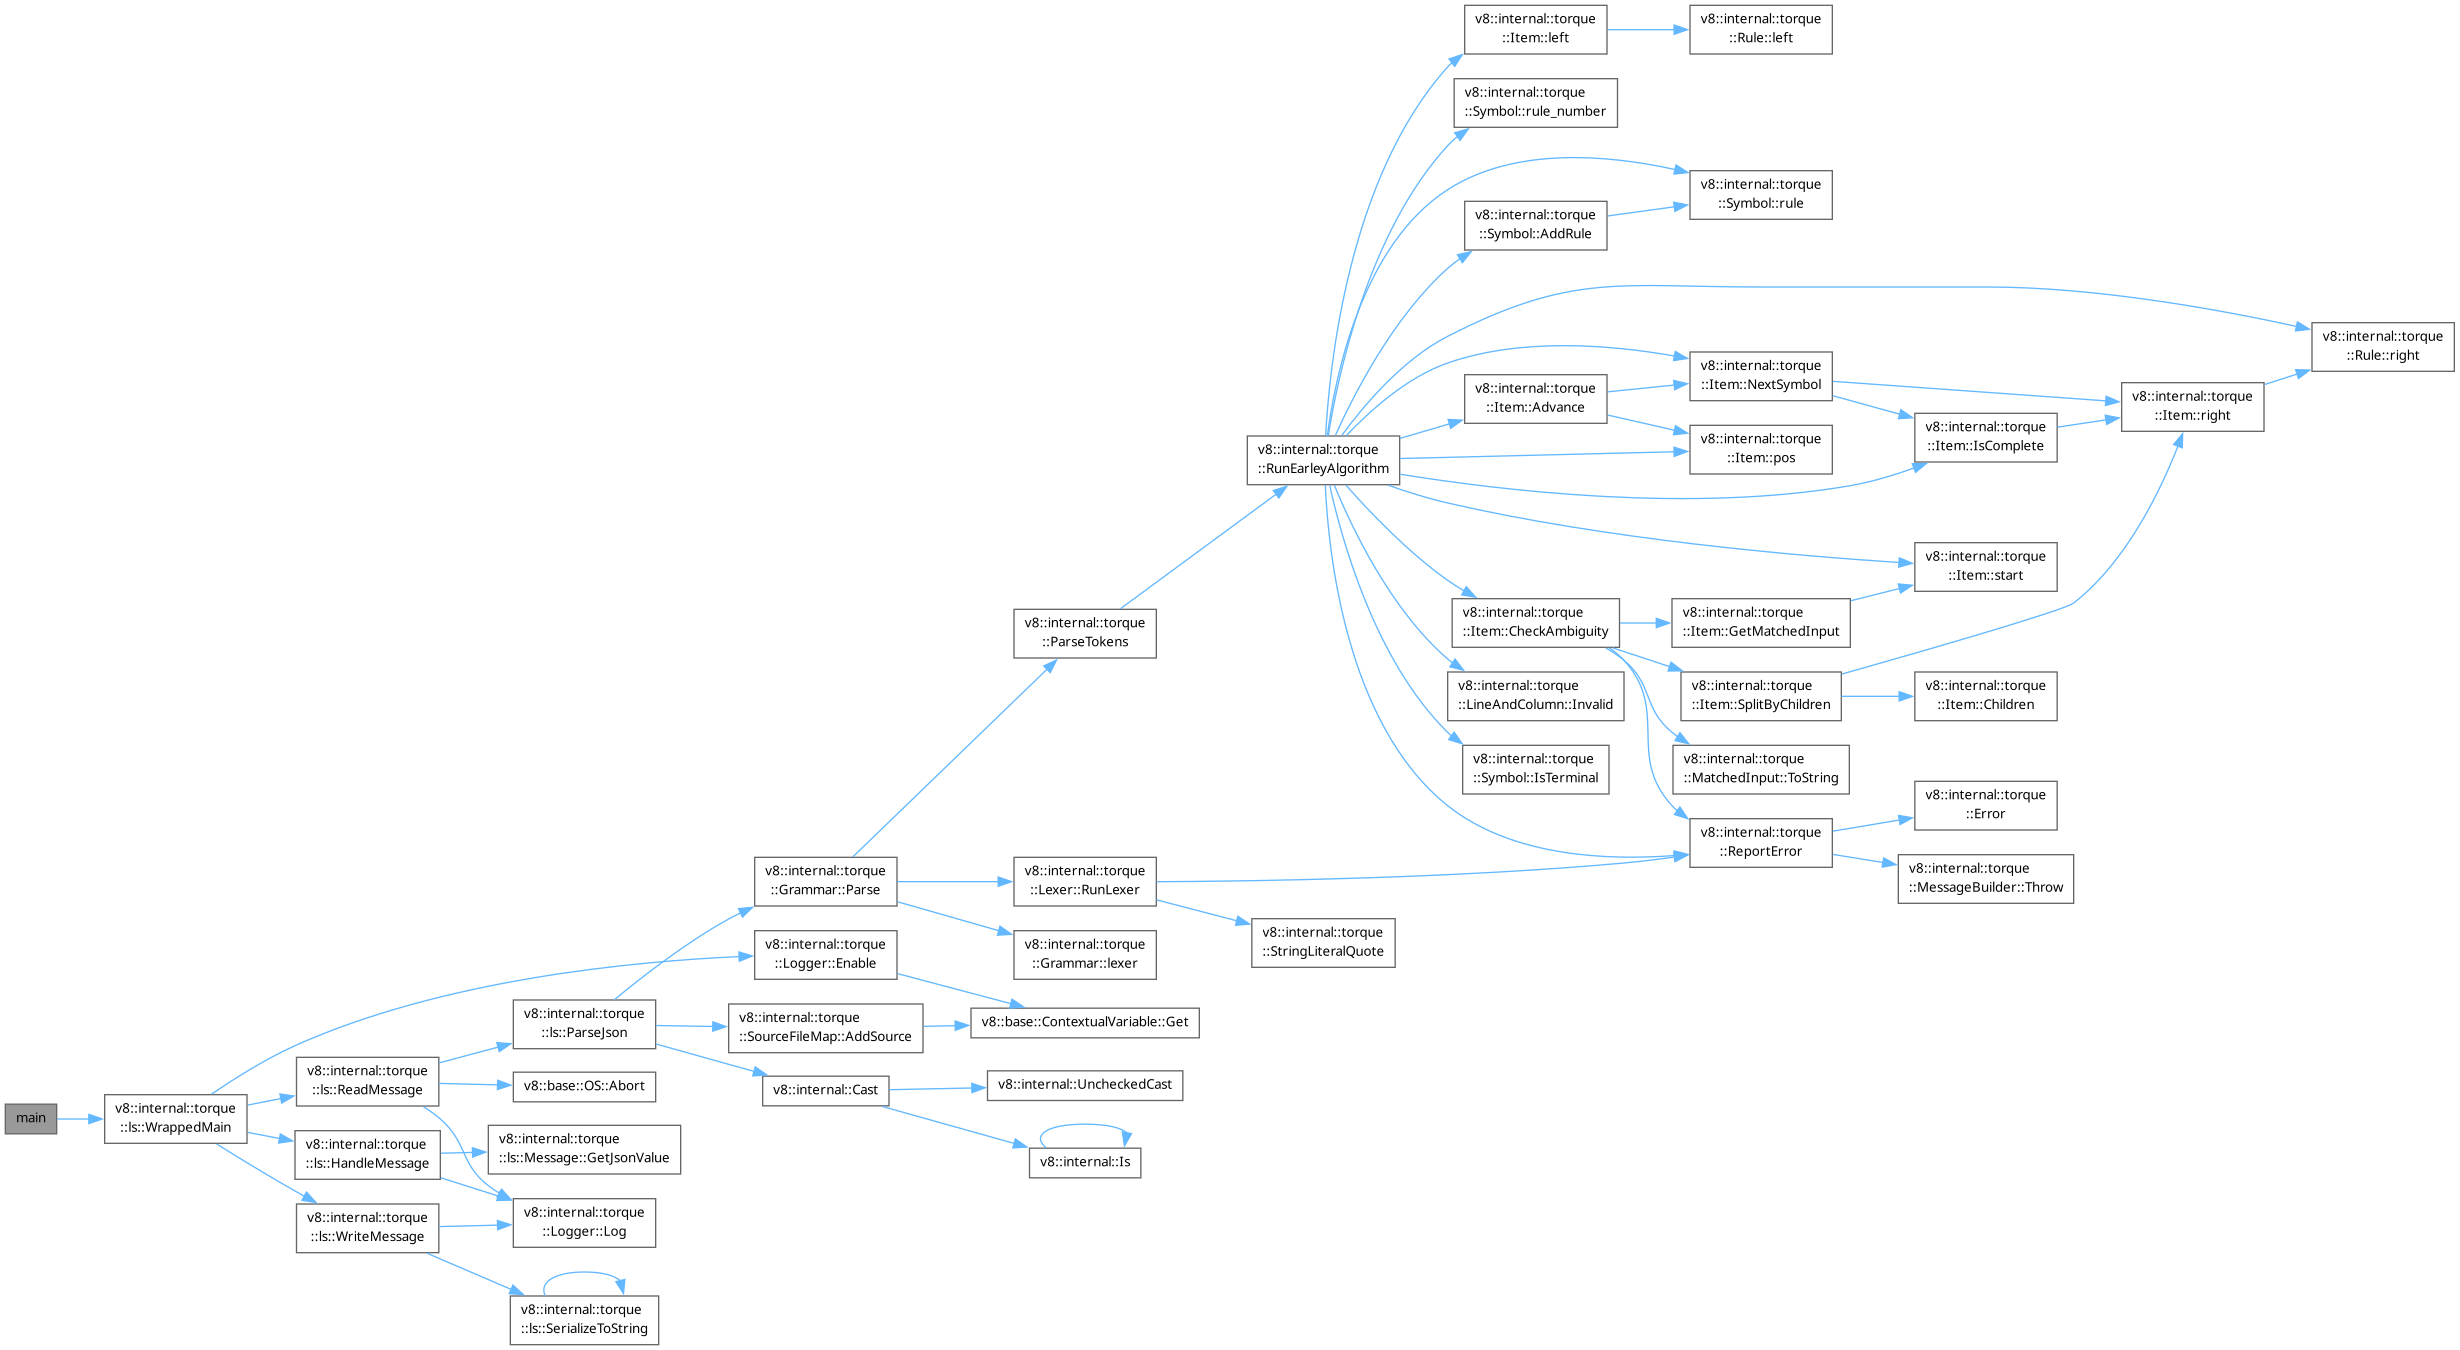 v8::internal::torque
::Item::left
v8::internal::torque
::Rule::left
v8::internal::torque
::Symbol::rule_number
v8::internal::torque
::Symbol::rule
v8::internal::torque
::Symbol::AddRule
v8::internal::torque
::Rule::right
v8::internal::torque
::Item::NextSymbol
v8::internal::torque
::Item::Advance
v8::internal::torque
::Item::right
v8::internal::torque
::Item::IsComplete
v8::internal::torque
::Item::pos
v8::internal::torque
::RunEarleyAlgorithm
v8::internal::torque
::Item::start
v8::internal::torque
::ParseTokens
v8::internal::torque
::Item::CheckAmbiguity
v8::internal::torque
::Item::GetMatchedInput
v8::internal::torque
::LineAndColumn::Invalid
v8::internal::torque
::Item::SplitByChildren
v8::internal::torque
::Item::Children
v8::internal::torque
::Symbol::IsTerminal
v8::internal::torque
::MatchedInput::ToString
v8::internal::torque
::Error
v8::internal::torque
::ReportError
v8::internal::torque
::MessageBuilder::Throw
v8::internal::torque
::Grammar::Parse
v8::internal::torque
::Lexer::RunLexer
v8::internal::torque
::StringLiteralQuote
v8::internal::torque
::Logger::Enable
v8::internal::torque
::Grammar::lexer
v8::internal::torque
::ls::ParseJson
v8::internal::torque
::SourceFileMap::AddSource
v8::base::ContextualVariable::Get
v8::internal::torque
::ls::ReadMessage
v8::base::OS::Abort
v8::internal::Cast
v8::internal::UncheckedCast
main
v8::internal::torque
::ls::WrappedMain
v8::internal::torque
::ls::HandleMessage
v8::internal::torque
::ls::Message::GetJsonValue
v8::internal::Is
v8::internal::torque
::ls::WriteMessage
v8::internal::torque
::Logger::Log
v8::internal::torque
::ls::SerializeToString